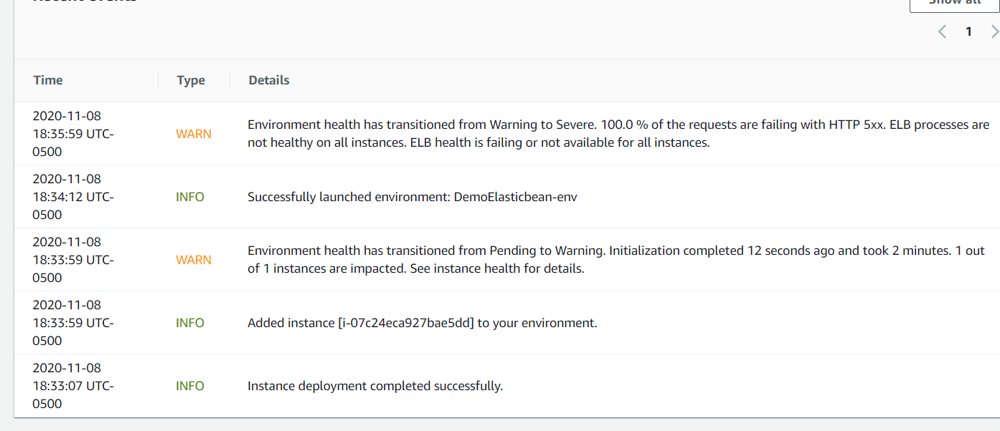 Recent events
Show all
1
Time Type Details
2020-11-08
18:35:59 UTC-
0500
WARN
Environment health has transitioned from Warning to Severe. 100.0 % of the requests are failing with HTTP 5xx. ELB processes are
not healthy on all instances. ELB health is failing or not available for all instances.
2020-11-08
18:34:12 UTC-
0500
INFO
Successfully launched environment: DemoElasticbean-env
2020-11-08
18:33:59 UTC-
0500
WARN
Environment health has transitioned from Pending to Warning. Initialization completed 12 seconds ago and took 2 minutes. 1 out
of 1 instances are impacted. See instance health for details.
2020-11-08
18:33:59 UTC-
0500
INFO
Added instance [i-07c24eca927bae5dd] to your environment.
2020-11-08
18:33:07 UTC-
0500
INFO
Instance deployment completed successfully.